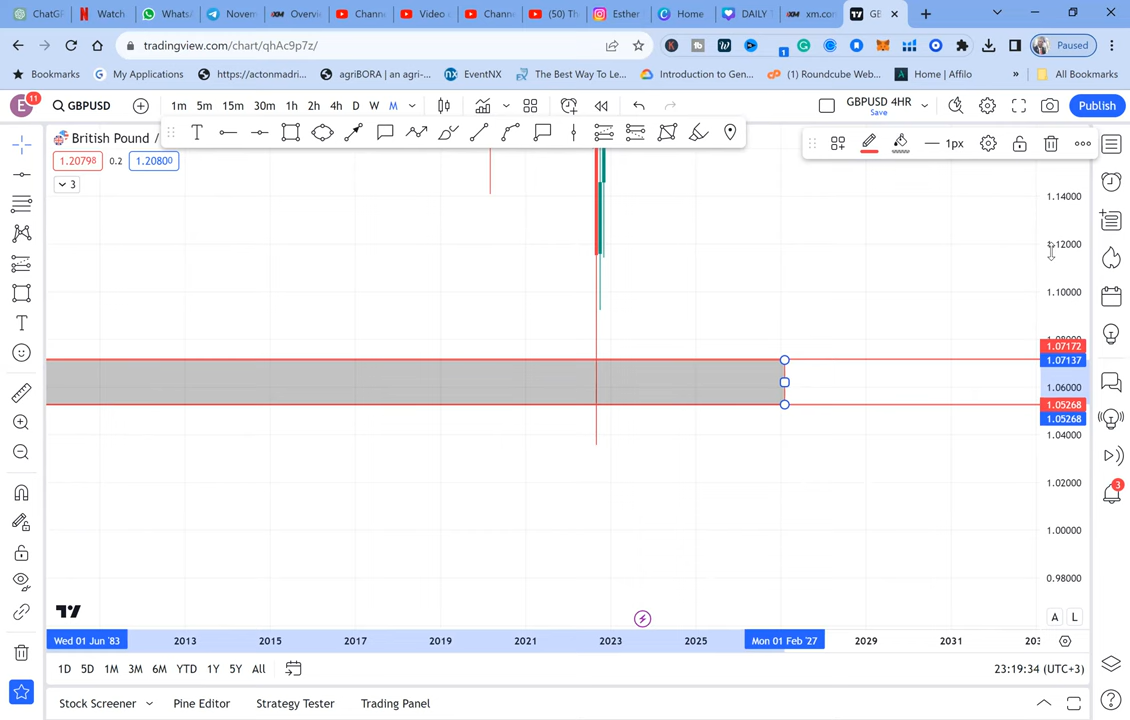 ChatGP
Watch
Whats
Novem
Overvi
Chann
Video u
Chann
(50) Th
Esther
Home
DAILY
xm.com
GB
tradingview.com/chart/qhAc9p7z/
1
Paused
Bookmarks
My Applications
https://actonmadri...
agriBORA | an agri-...
EventNX
The Best Way To Le...
Introduction to Gen...
(1) Roundcube Web...
Home | Affilo
»
All Bookmarks
E
11
GBPUSD
1m 5m 15m 30m 1h 2h 4h D W M
GBPUSD 4HR
Save
Publish
British Pound /
1px
1.20798
0.2
1.20800
3
1.14000
1.12000
1.10000
1.08000
1.07172
1.07137
1.06000
1.05268
1.05268
1.04000
1.02000
1.00000
0.98000
3
A L
Wed 01 Jun '83
2013 2015 2017 2019 2021 2023 2025
Mon 01 Feb '27
2029 2031 203
1D 5D 1M 3M 6M YTD 1Y 5Y All
23:19:34 (UTC+3)
Stock Screener
Pine Editor
Strategy Tester
Trading Panel